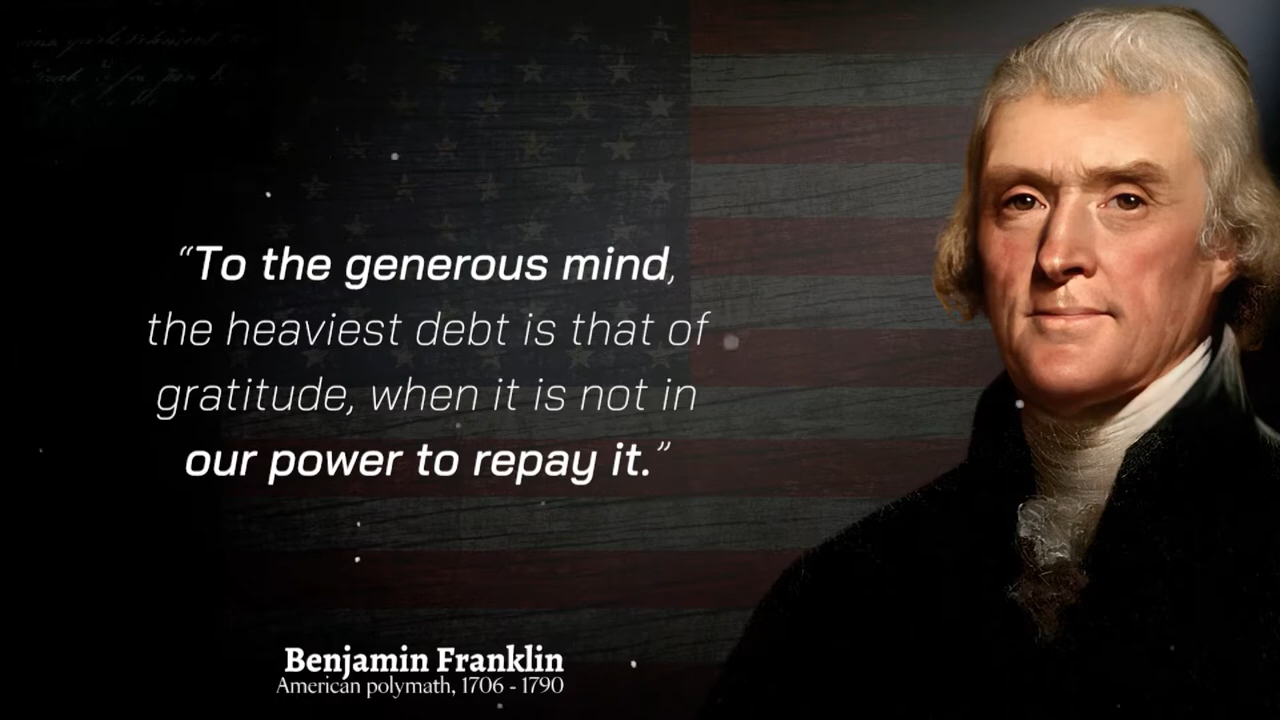 “To the generous mind,
the heaviest debt is that of
gratitude, when it is not in
our power to repay it.”
Benjamin Franklin
American polymath, 1706 - 1790